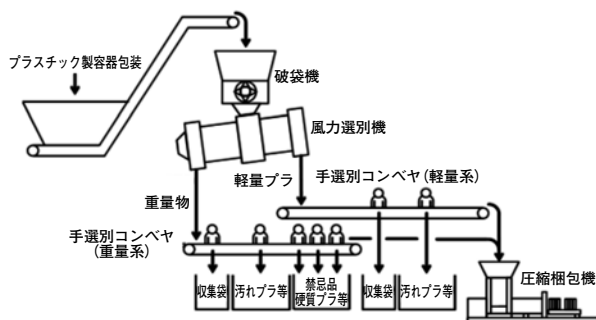 プラスチック製容器包装
破袋機
風力選別機
重量物
軽量プラ
手選別コンベヤ(軽量系)
手選別コンベヤ
(重量系)
収集袋
汚れプラ等
禁忌品
硬質プラ等
収集袋
汚れプラ等
圧縮梱包機